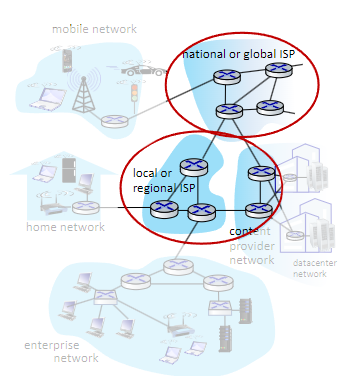 mobile network
national or global ISP
local or
regional ISP
home network
content
provider
network
datacenter
network
enterprise
network